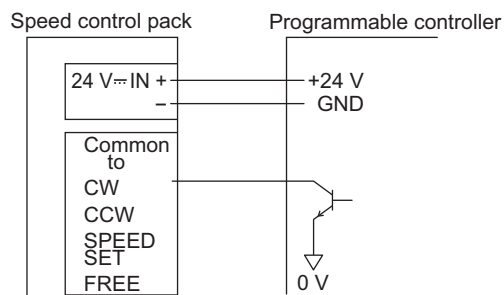 Speed control pack
Programmable controller
24 V⎓IN +
–
+24 V
GND
Common
to
CW
CCW
SPEED
SET
FREE
0 V